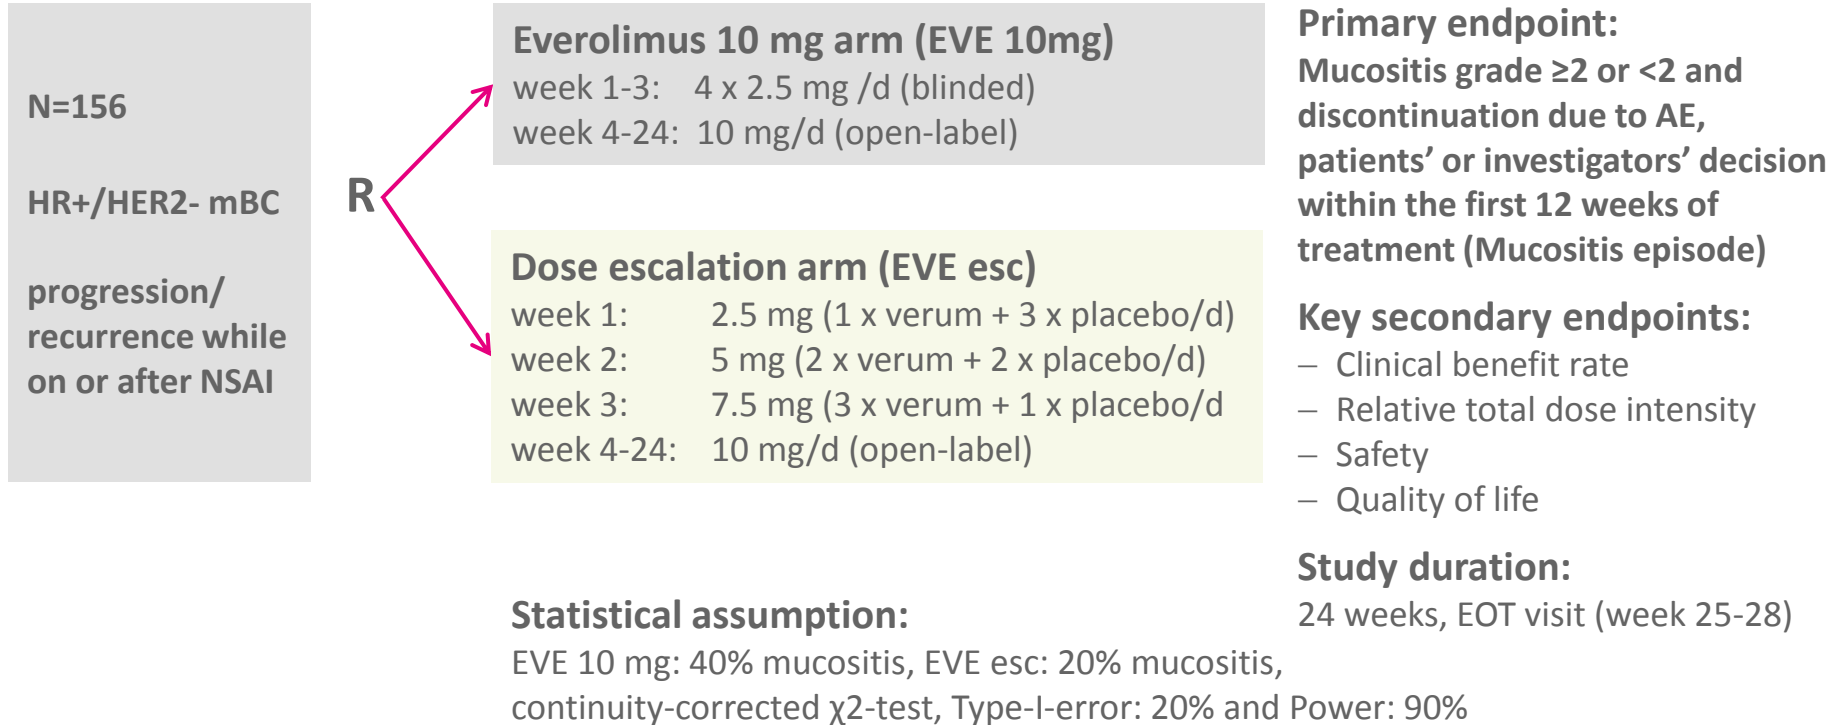 N=156
HR+/HER2- mBC
progression/
recurrence while
on or after NSAI
R
Everolimus 10 mg arm (EVE 10mg)
week 1-3: 4 x 2.5 mg /d (blinded)
week 4-24: 10 mg/d (open-label)
Dose escalation arm (EVE esc)
week 1: 2.5 mg (1 x verum + 3 x placebo/d)
week 2: 5 mg (2 x verum + 2 x placebo/d)
week 3: 7.5 mg (3 x verum + 1 x placebo/d
week 4-24: 10 mg/d (open-label)
Statistical assumption:
EVE 10 mg: 40% mucositis, EVE esc: 20% mucositis,
continuity-corrected χ2-test, Type-I-error: 20% and Power: 90%
Primary endpoint:
Mucositis grade ≥2 or <2 and
discontinuation due to AE,
patients’ or investigators’ decision
within the first 12 weeks of
treatment (Mucositis episode)
Key secondary endpoints:
– Clinical benefit rate
– Relative total dose intensity
– Safety
– Quality of life
Study duration:
24 weeks, EOT visit (week 25-28)